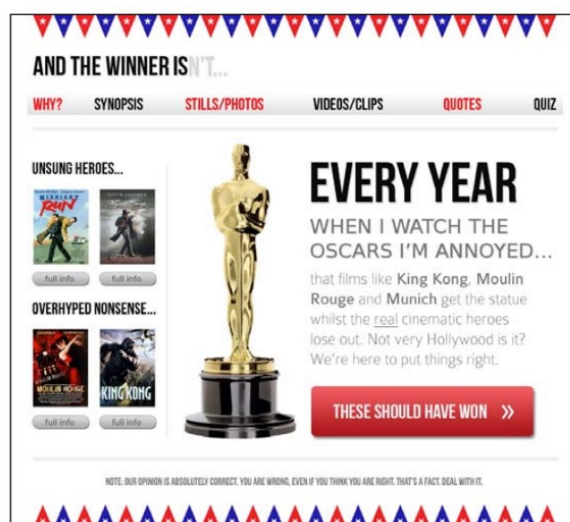 AND THE WINNER ISN'T...
WHY? SYNOPSIS STILLS/PHOTOS VIDEOS/CLIPS QUOTES QUIZ
UNSUNG HEROES...
MIDNIGHT
RUN
full info full info
OVERHYPED NONSENSE...
MOULIN ROUGE
KING KONG
full info full info
EVERY YEAR
WHEN I WATCH THE
OSCARS I'M ANNOYED...
that films like King Kong, Moulin
Rouge and Munich get the statue
whilst the real cinematic heroes
lose out. Not very Hollywood is it?
We're here to put things right.
THESE SHOULD HAVE WON »
NOTE: OUR OPINION IS ABSOLUTELY CORRECT. YOU ARE WRONG, EVEN IF YOU THINK YOU ARE RIGHT. THAT'S A FACT. DEAL WITH IT.